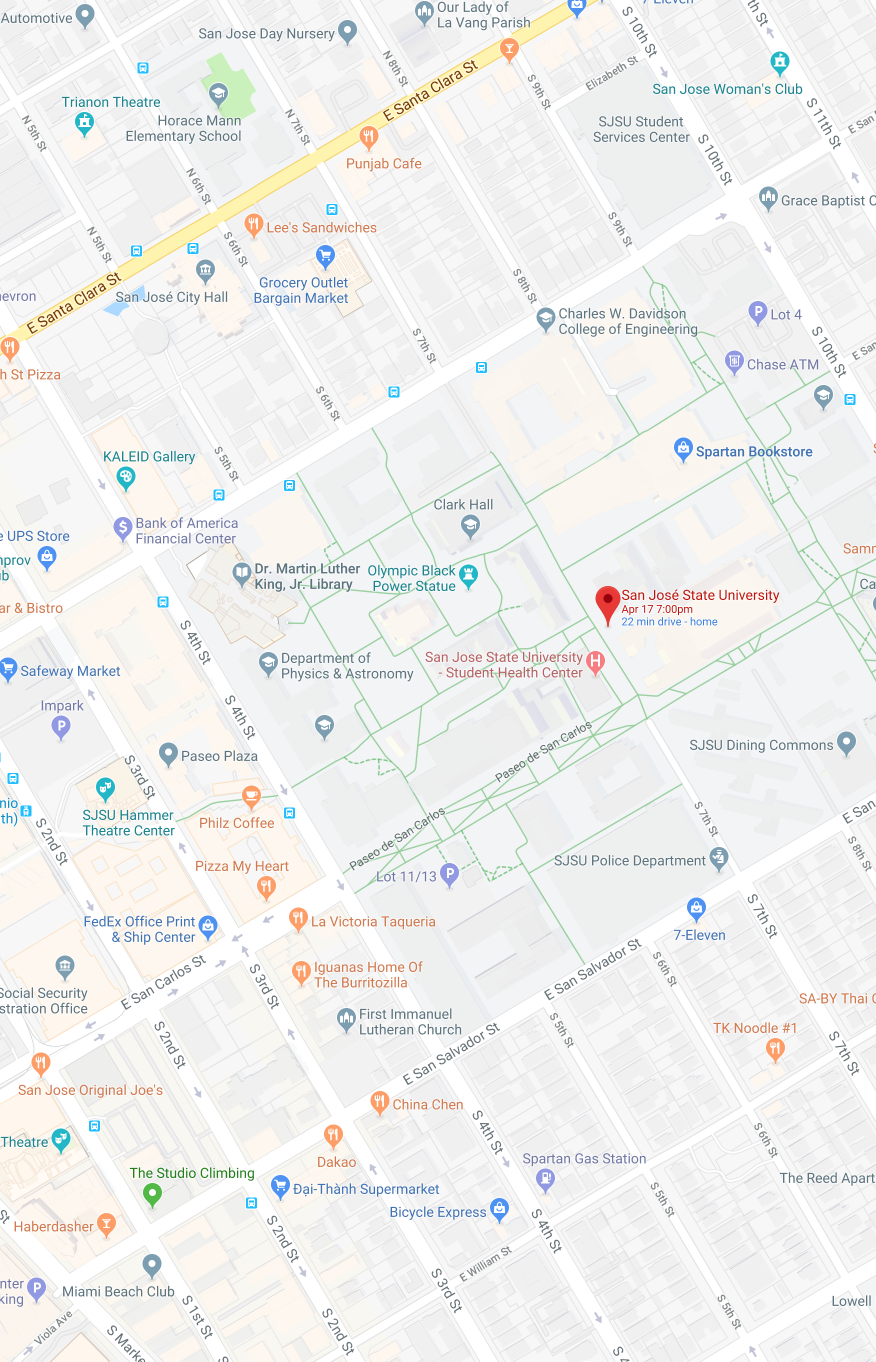 Automotive
Our Lady of
La Vang Parish
7-Eleven
S 10th St
San Jose Day Nursery
N 8th St
E Santa Clara St
S 9th St
Elizabeth St
San Jose Woman's Club
S 11th St
Trianon Theatre
Horace Mann
Elementary School
N 7th St
N 5th St
Punjab Cafe
SJSU Student
Services Center
S 10th St
E San
N 6th St
Grace Baptist C
Lee's Sandwiches
S 9th St
N 5th St
S 6th St
Grocery Outlet
Bargain Market
San José City Hall
S 8th St
evron
E Santa Clara St
Charles W. Davidson
College of Engineering
Lot 4
S 10th St
E San
S 7th St
Chase ATM
h St Pizza
S 6th St
KALEID Gallery
S 5th St
Spartan Bookstore
Clark Hall
Bank of America
Financial Center
e UPS Store
mprov
ub
Dr. Martin Luther
King, Jr. Library
Olympic Black
Power Statue
Samm
Ca
San José State University
Apr 17 7:00pm
22 min drive - home
ar & Bistro
S 4th St
Safeway Market
Department of
Physics & Astronomy
San Jose State University
- Student Health Center
Impark
S 4th St
Paseo Plaza
Paseo de San Carlos
SJSU Dining Commons
S 3rd St
nio
th)
SJSU Hammer
Theatre Center
Philz Coffee
Paseo de San Carlos
S 7th St
E San
S 2nd St
Pizza My Heart
Lot 11/13
SJSU Police Department
S 8th St
FedEx Office Print
& Ship Center
La Victoria Taqueria
7-Eleven
S 7th St
E San Carlos St
S 3rd St
Iguanas Home Of
The Burritozilla
E San Salvador St
S 6th St
Social Security
stration Office
SA-BY Thai C
First Immanuel
Lutheran Church
S 2nd St
E San Salvador St
S 5th St
TK Noodle #1
S 7th St
San Jose Original Joe's
China Chen
S 4th St
S 6th St
Theatre
Dakao
The Studio Climbing
Spartan Gas Station
The Reed Apart
Đại-Thành Supermarket
Bicycle Express
S 5th St
Haberdasher
S 2nd St
S 4th St
E William St
Miami Beach Club
nter
king
S 3rd St
Lowell
Viola Ave
S Marke
S 1st St
S 2nd St
S 5th St
S 4